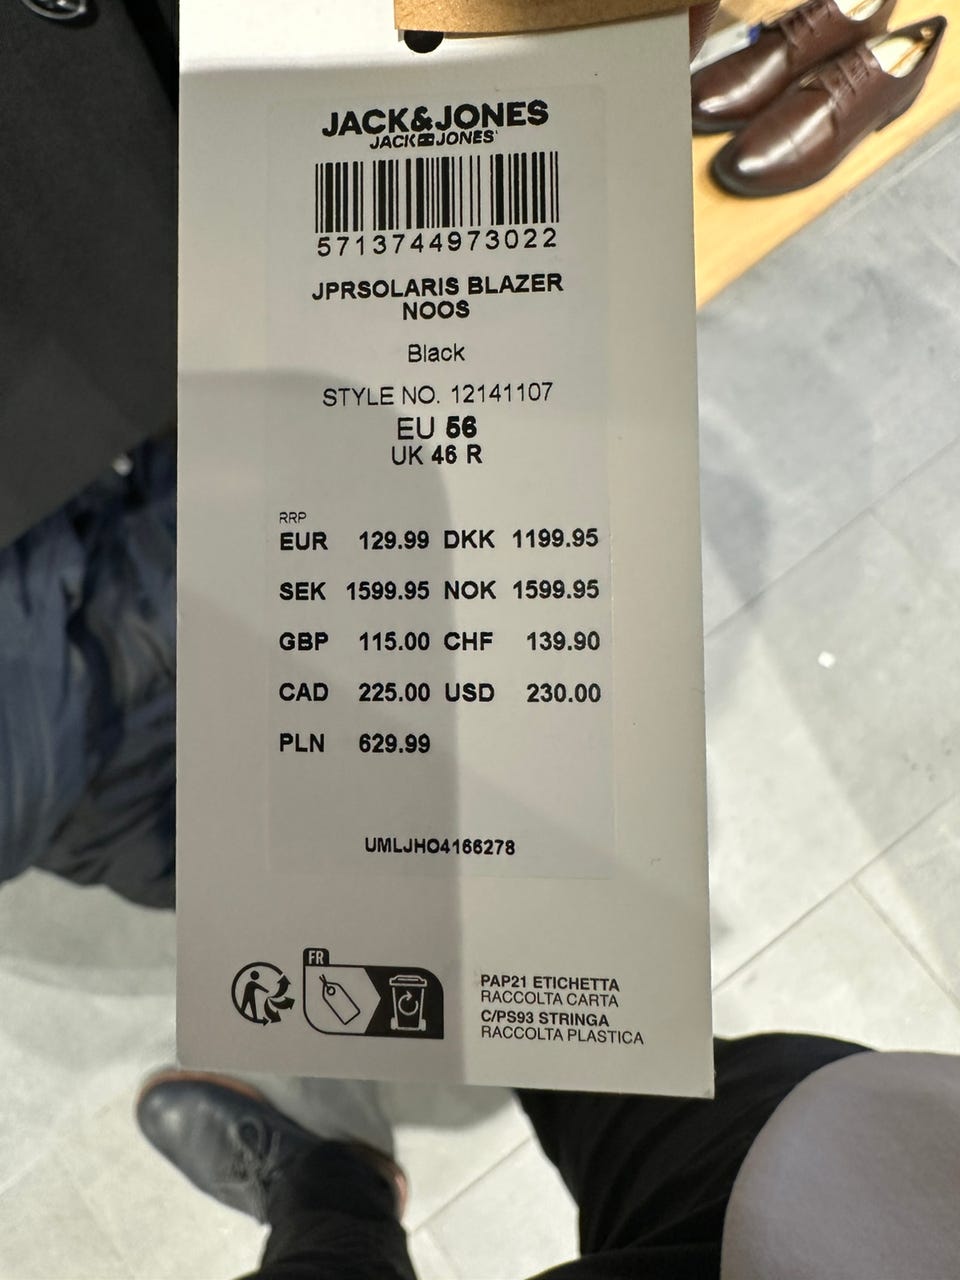 JACK&JONES
JACK&JONES
5713744973022
JPRSOLARIS BLAZER
NOOS
Black
STYLE NO. 12141107
EU 56
UK 46 R
RRP
EUR 129.99 DKK 1199.95
SEK 1599.95 NOK 1599.95
GBP 115.00 CHF 139.90
CAD 225.00 USD 230.00
PLN 629.99
UMLJHO4166278
FR
PAP21 ETICHETTA
RACCOLTA CARTA
C/PS93 STRINGA
RACCOLTA PLASTICA